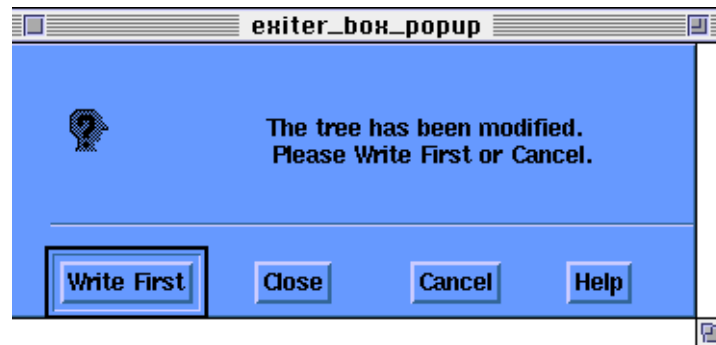 exiter_box_popup
The tree has been modified.
Please Write First or Cancel.
Write First
Close
Cancel
Help